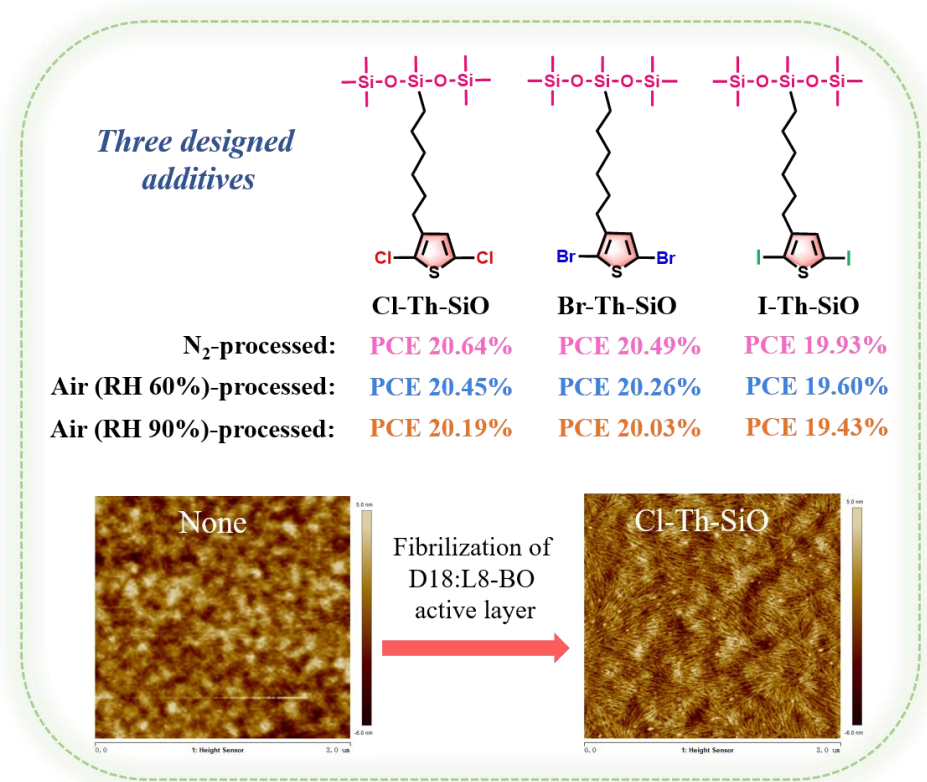 Three designed
additives
Si-O-Si-O-Si
Si-O-Si-O-Si
Si-O-Si-O-Si
Cl S Cl
Br S Br
I S I
Cl-Th-SiO Br-Th-SiO I-Th-SiO
N₂-processed: PCE 20.64% PCE 20.49% PCE 19.93%
Air (RH 60%)-processed: PCE 20.45% PCE 20.26% PCE 19.60%
Air (RH 90%)-processed: PCE 20.19% PCE 20.03% PCE 19.43%
None
5.0 nm
-6.0 nm
0.0 1: Height Sensor 2.0 um
Fibrilization of
D18:L8-BO
active layer
Cl-Th-SiO
5.0 nm
-6.0 nm
0.0 1: Height Sensor 2.0 um